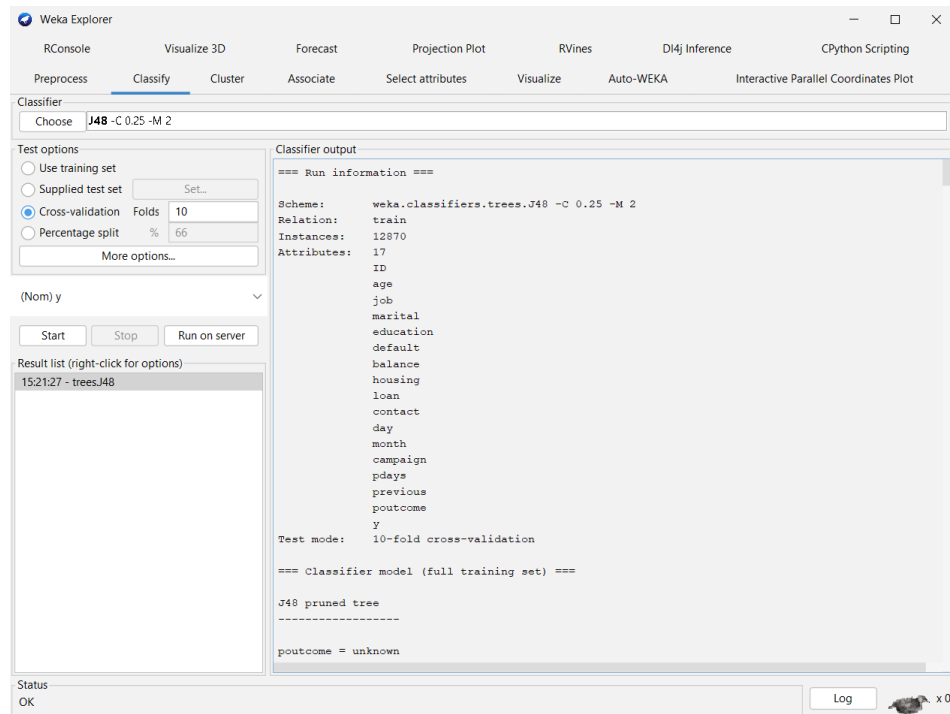 Weka Explorer
RConsole Visualize 3D Forecast Projection Plot RVines Dl4j Inference CPython Scripting
Preprocess Classify Cluster Associate Select attributes Visualize Auto-WEKA Interactive Parallel Coordinates Plot
Classifier
Choose J48 -C 0.25 -M 2
Test options
Use training set
Supplied test set Set...
Cross-validation Folds 10
Percentage split % 66
More options...
(Nom) y
Start Stop Run on server
Result list (right-click for options)
15:21:27 - trees.J48
Classifier output
=== Run information ===
Scheme: weka.classifiers.trees.J48 -C 0.25 -M 2
Relation: train
Instances: 12870
Attributes: 17
ID
age
job
marital
education
default
balance
housing
loan
contact
day
month
campaign
pdays
previous
poutcome
y
Test mode: 10-fold cross-validation
=== Classifier model (full training set) ===
J48 pruned tree
------------------
poutcome = unknown
Status
OK
Log x 0